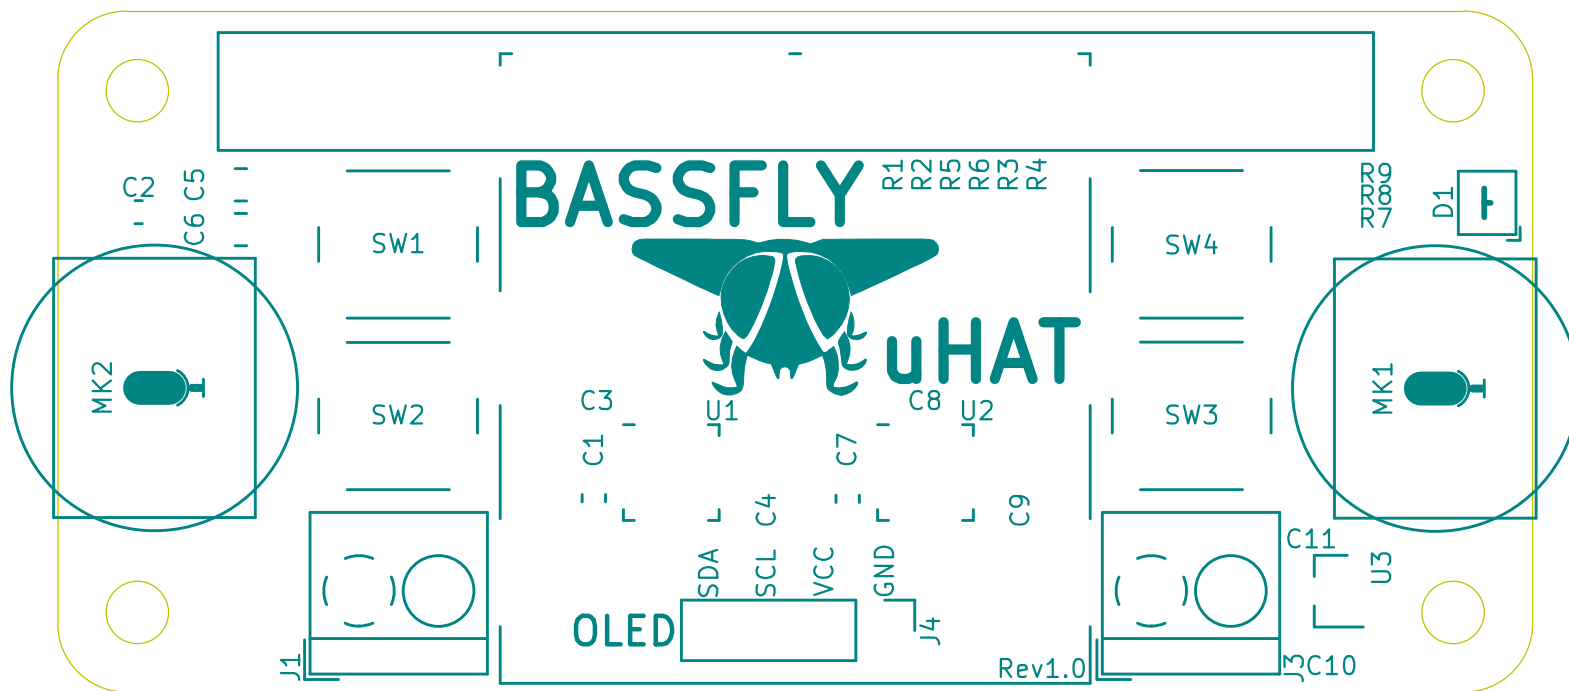 BASSFLY
R1
R2
R5
R6
R3
R4
R9
R8
R7
D1
C2
C5
C6
SW1
SW4
uHAT
MK2
MK1
SW2
SW3
C3
U1
C8
U2
C1
C7
C4
C9
C11
U3
SDA
SCL
VCC
GND
OLED
J4
J1
Rev1.0
J3
C10